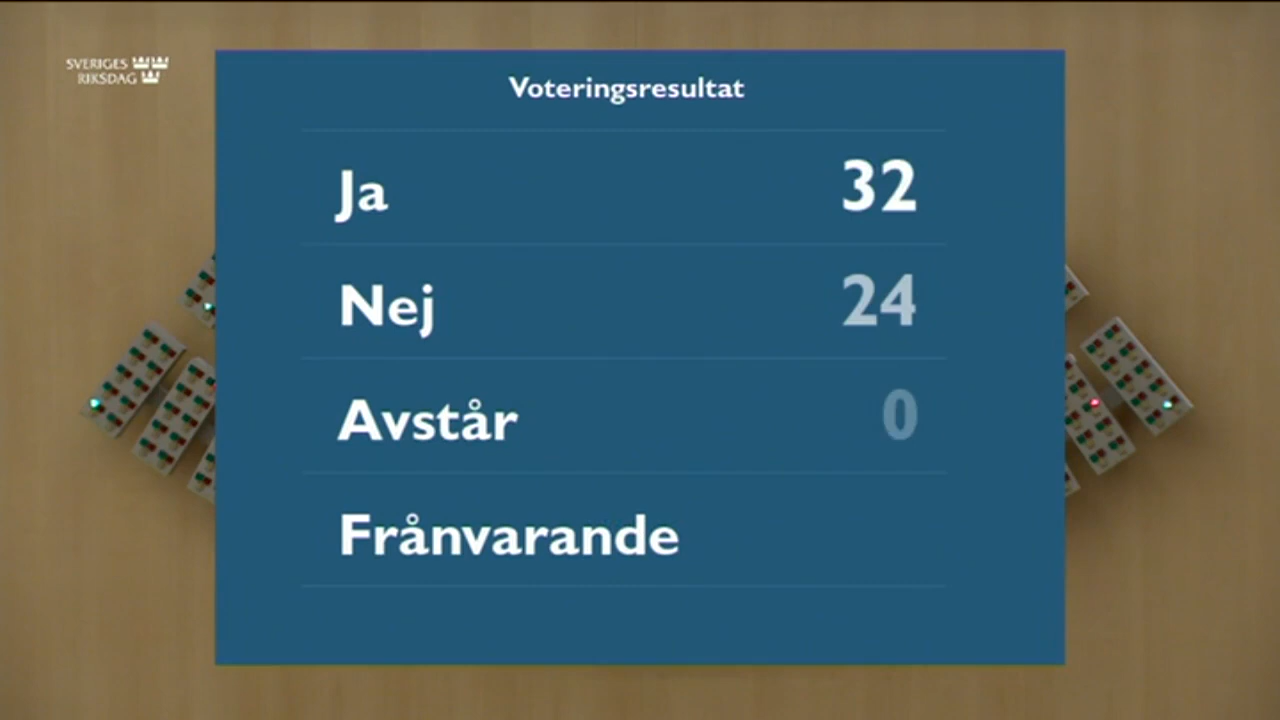 SVERIGES
RIKSDAG
Voteringsresultat
Ja 32
Nej 24
Avstår 0
Frånvarande